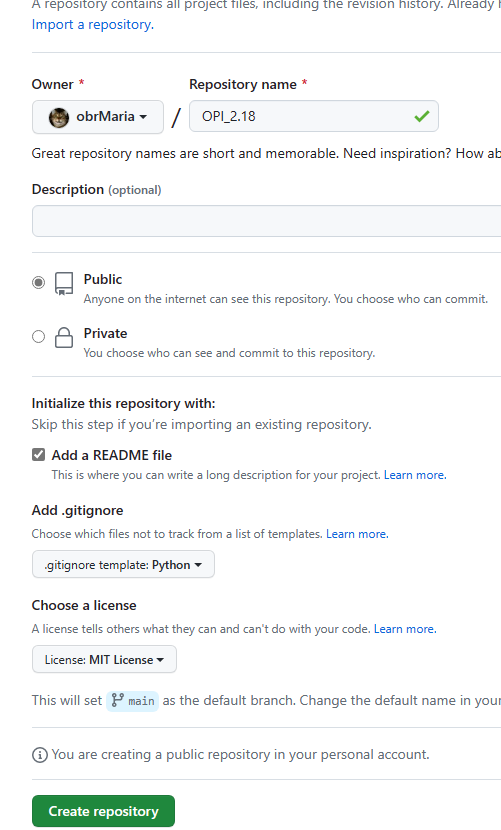 A repository contains all project files, including the revision history. Already
Import a repository.
Owner *
Repository name *
obrMaria
/
OPI_2.18
Great repository names are short and memorable. Need inspiration? How ab
Description (optional)
Public
Anyone on the internet can see this repository. You choose who can commit.
Private
You choose who can see and commit to this repository.
Initialize this repository with:
Skip this step if you're importing an existing repository.
Add a README file
This is where you can write a long description for your project. Learn more.
Add .gitignore
Choose which files not to track from a list of templates. Learn more.
.gitignore template: Python
Choose a license
A license tells others what they can and can't do with your code. Learn more.
License: MIT License
This will set main as the default branch. Change the default name in your
You are creating a public repository in your personal account.
Create repository